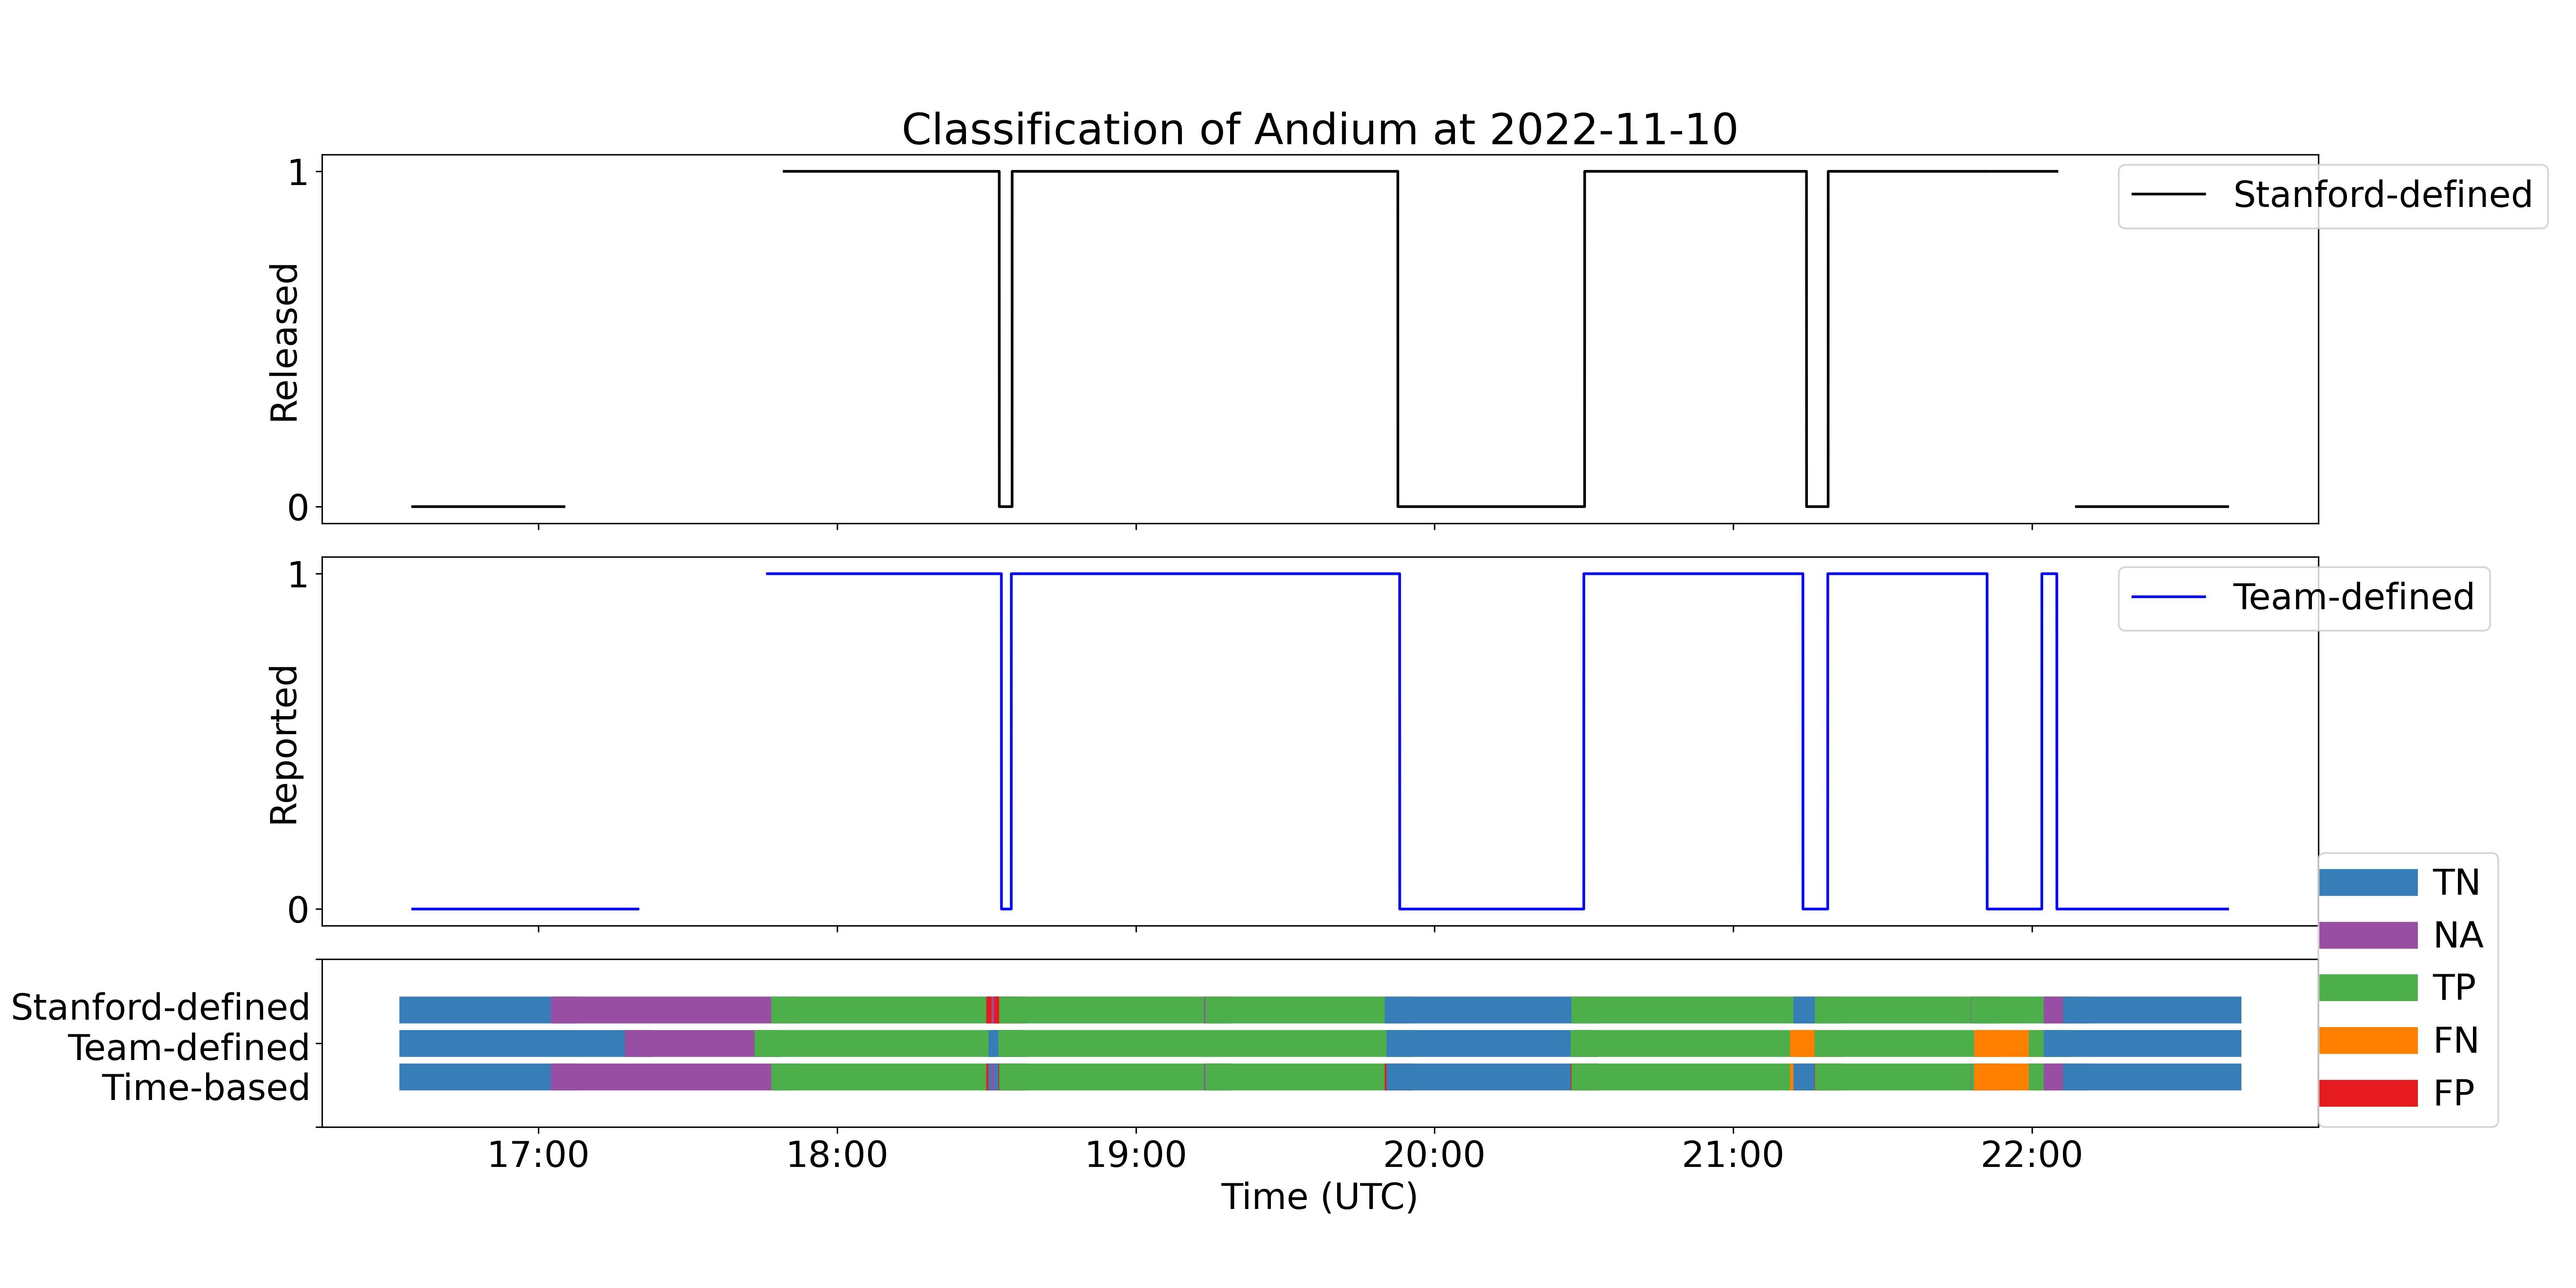 Classification of Andium at 2022-11-10
1
Released
0
Stanford-defined
1
Reported
0
Team-defined
TN
NA
TP
FN
FP
Stanford-defined
Team-defined
Time-based
17:00 18:00 19:00 20:00 21:00 22:00
Time (UTC)